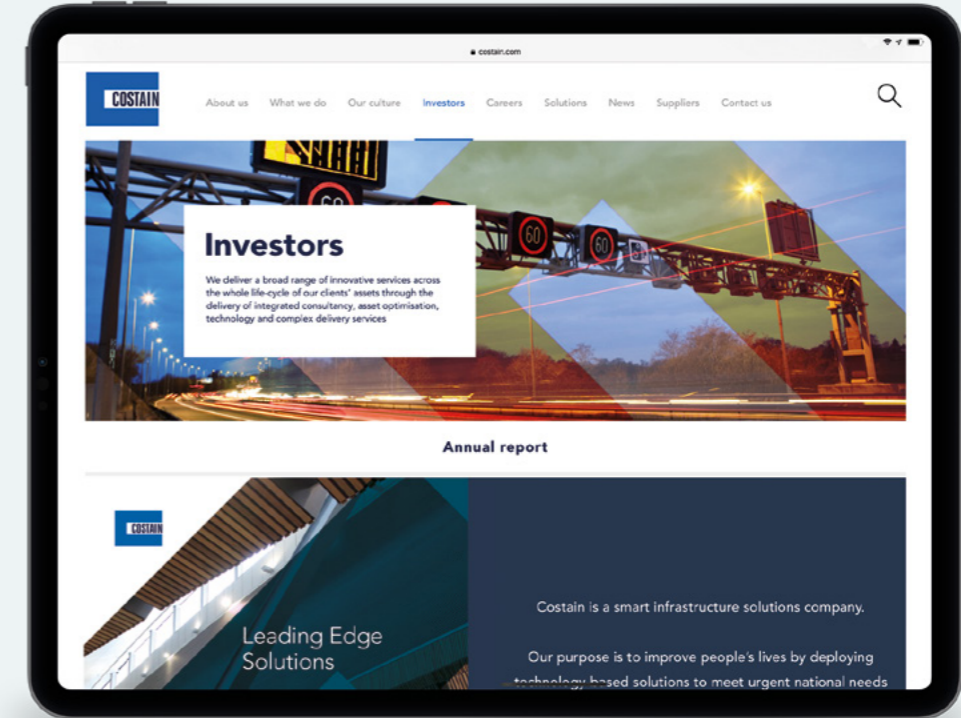 costain.com
COSTAIN
About us What we do Our culture Investors Careers Solutions News Suppliers Contact us
60
60
60
Investors
We deliver a broad range of innovative services across
the whole life-cycle of our clients' assets through the
delivery of integrated consultancy, asset optimisation,
technology and complex delivery services
Annual report
COSTAIN
Leading Edge
Solutions
Costain is a smart infrastructure solutions company.
Our purpose is to improve people's lives by deploying
technology-based solutions to meet urgent national needs